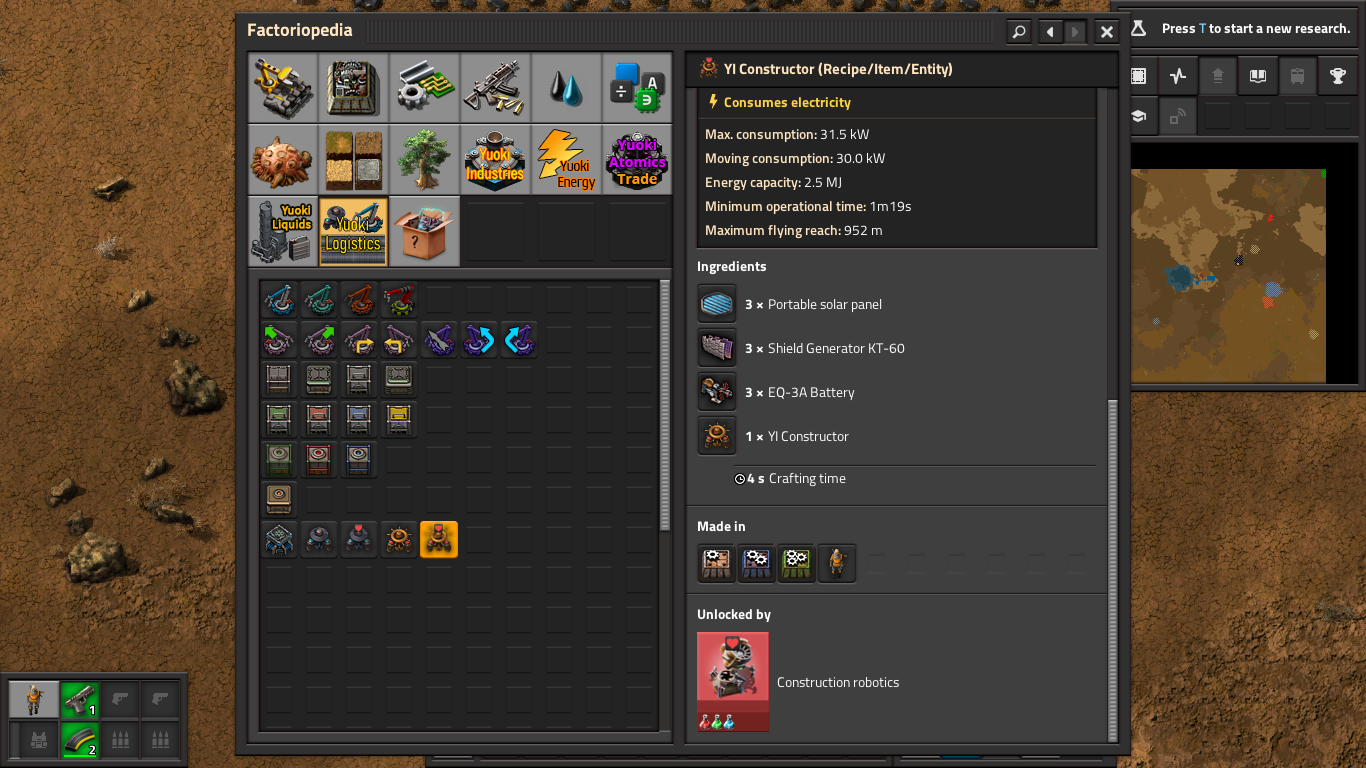 Factoriopedia
Press T to start a new research.
A
Yuoki
Industries
Yuoki
Energy
Yuoki
Atomics
Trade
Yuoki
Liquids
Yuoki
Logistics
?
YI Constructor (Recipe/Item/Entity)
Consumes electricity
Max. consumption: 31.5 kW
Moving consumption: 30.0 kW
Energy capacity: 2.5 MJ
Minimum operational time: 1m19s
Maximum flying reach: 952 m
Ingredients
3 × Portable solar panel
3 × Shield Generator KT-60
3 × EQ-3A Battery
1 × YI Constructor
4 s Crafting time
Made in
Unlocked by
Construction robotics
1
2